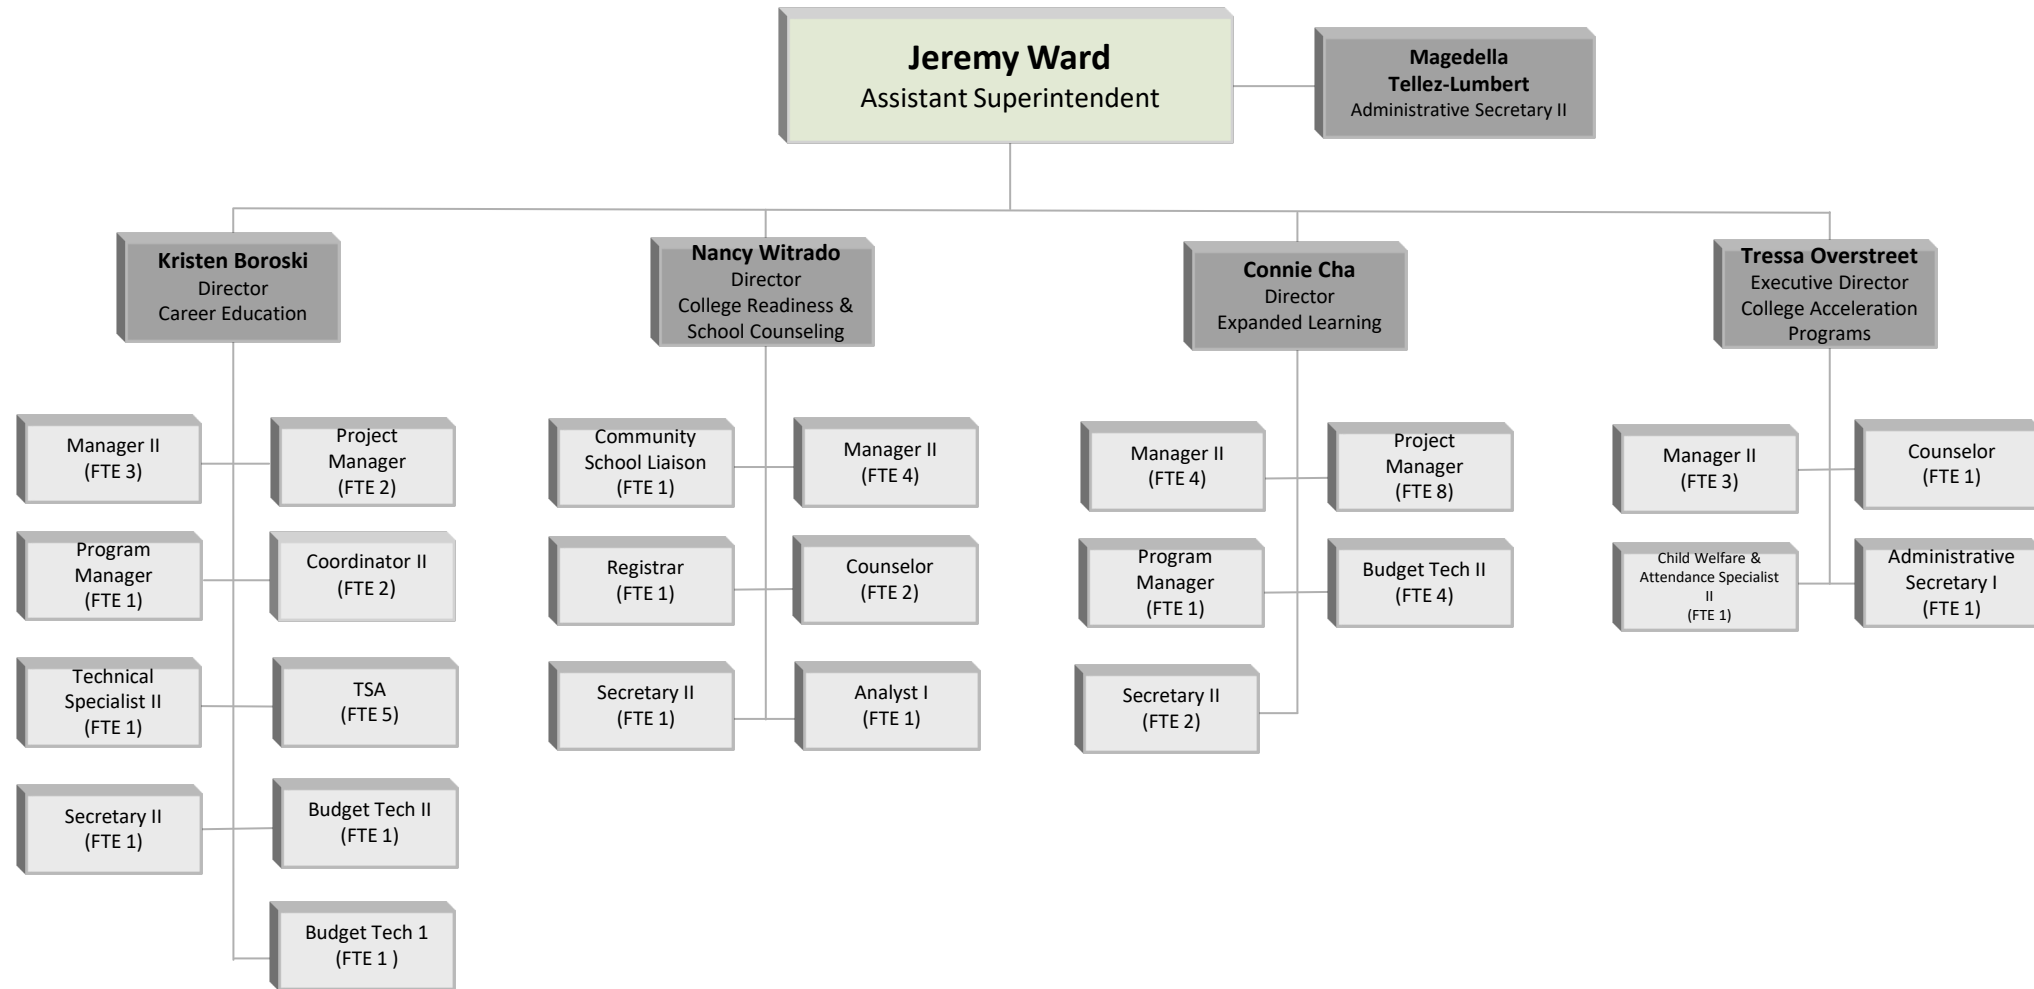 Jeremy Ward
Assistant Superintendent
Magedella
Tellez-Lumbert
Administrative Secretary II
Kristen Boroski
Director
Career Education
Nancy Witrado
Director
College Readiness &
School Counseling
Connie Cha
Director
Expanded Learning
Tressa Overstreet
Executive Director
College Acceleration
Programs
Manager II
(FTE 3)
Project
Manager
(FTE 2)
Program
Manager
(FTE 1)
Coordinator II
(FTE 2)
Technical
Specialist II
(FTE 1)
TSA
(FTE 5)
Secretary II
(FTE 1)
Budget Tech II
(FTE 1)
Budget Tech 1
(FTE 1 )
Community
School Liaison
(FTE 1)
Manager II
(FTE 4)
Registrar
(FTE 1)
Counselor
(FTE 2)
Secretary II
(FTE 1)
Analyst I
(FTE 1)
Manager II
(FTE 4)
Project
Manager
(FTE 8)
Program
Manager
(FTE 1)
Budget Tech II
(FTE 4)
Secretary II
(FTE 2)
Manager II
(FTE 3)
Counselor
(FTE 1)
Child Welfare &
Attendance Specialist
II
(FTE 1)
Administrative
Secretary I
(FTE 1)